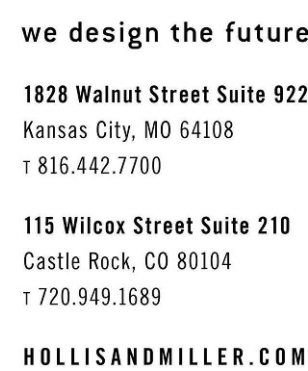 we design the future
1828 Walnut Street Suite 922
Kansas City, MO 64108
T 816.442.7700
115 Wilcox Street Suite 210
Castle Rock, CO 80104
T 720.949.1689
HOLLISANDMILLER.COM